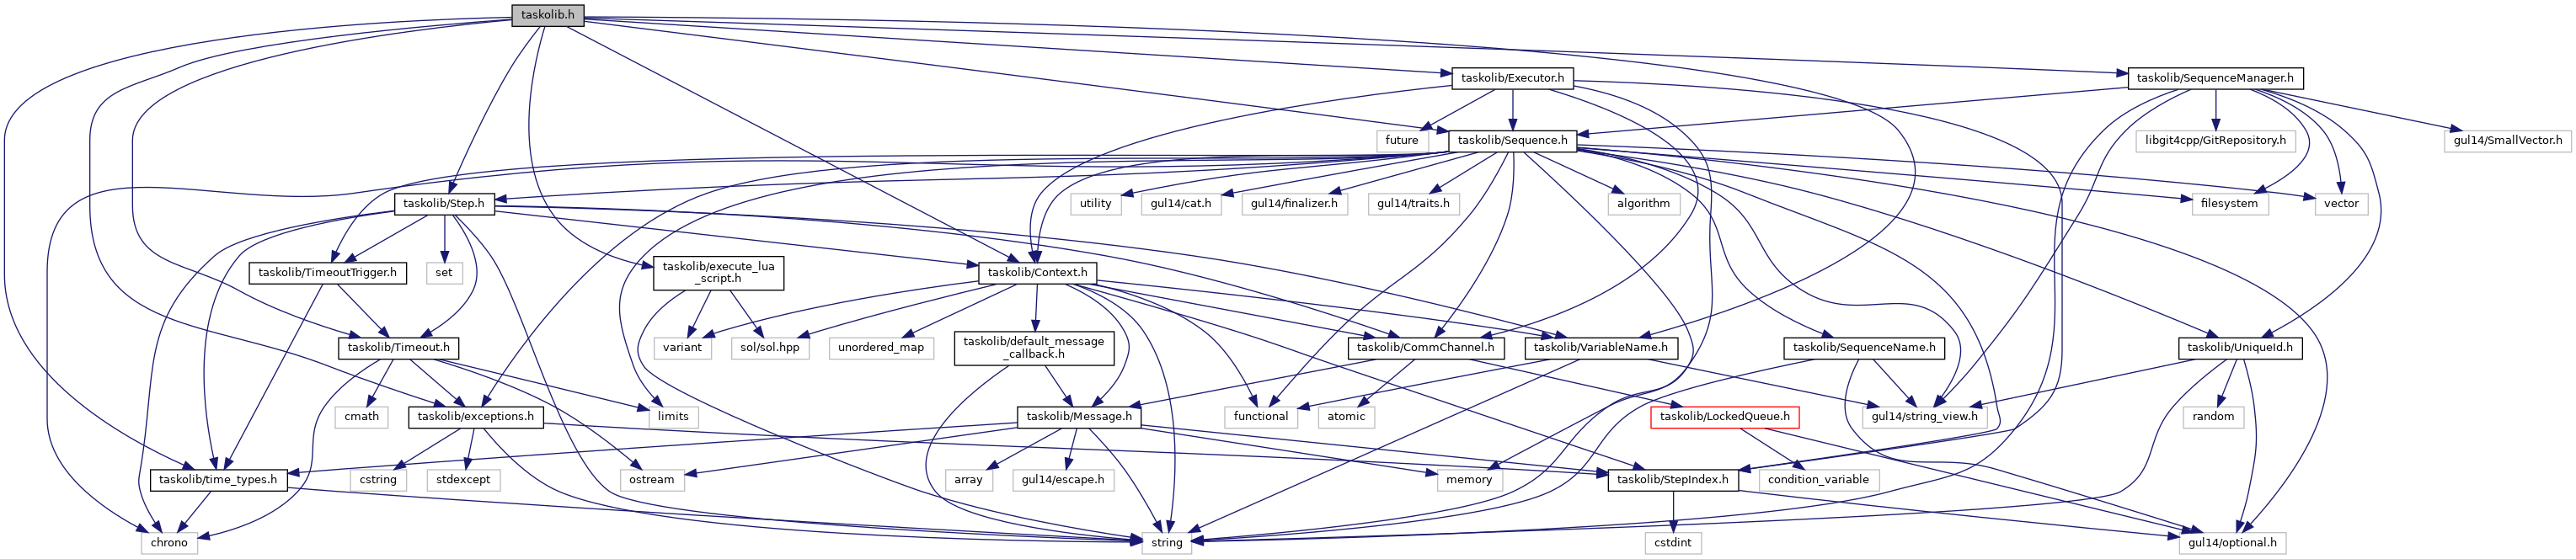 taskolib.h
taskolib/Executor.h
taskolib/SequenceManager.h
future
taskolib/Sequence.h
libgit4cpp/GitRepository.h
gul14/SmallVector.h
taskolib/Step.h
utility
gul14/cat.h
gul14/finalizer.h
gul14/traits.h
algorithm
filesystem
vector
taskolib/TimeoutTrigger.h
set
taskolib/execute_lua
_script.h
taskolib/Context.h
taskolib/Timeout.h
variant
sol/sol.hpp
unordered_map
taskolib/default_message
_callback.h
taskolib/CommChannel.h
taskolib/VariableName.h
taskolib/SequenceName.h
taskolib/UniqueId.h
cmath
taskolib/exceptions.h
limits
taskolib/Message.h
functional
atomic
taskolib/LockedQueue.h
gul14/string_view.h
random
taskolib/time_types.h
cstring
stdexcept
ostream
array
gul14/escape.h
memory
taskolib/StepIndex.h
condition_variable
chrono
string
cstdint
gul14/optional.h